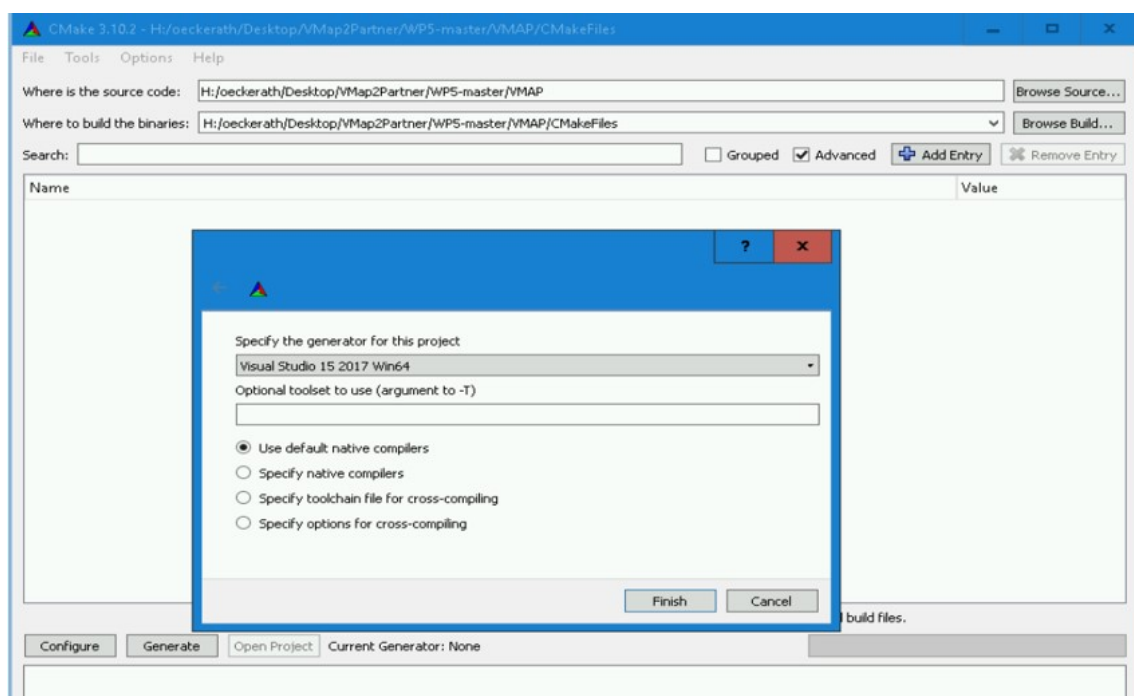 CMake 3.10.2 - H:/oeckerath/Desktop/VMap2Partner/WP5-master/VMAP/CMakeFiles
File Tools Options Help
Where is the source code: H:/oeckerath/Desktop/VMap2Partner/WP5-master/VMAP Browse Source...
Where to build the binaries: H:/oeckerath/Desktop/VMap2Partner/WP5-master/VMAP/CMakeFiles Browse Build...
Search: Grouped Advanced Add Entry Remove Entry
Name Value
?
Specify the generator for this project
Visual Studio 15 2017 Win64
Optional toolset to use (argument to -T)
Use default native compilers
Specify native compilers
Specify toolchain file for cross-compiling
Specify options for cross-compiling
Finish Cancel
build files.
Configure Generate Open Project Current Generator: None